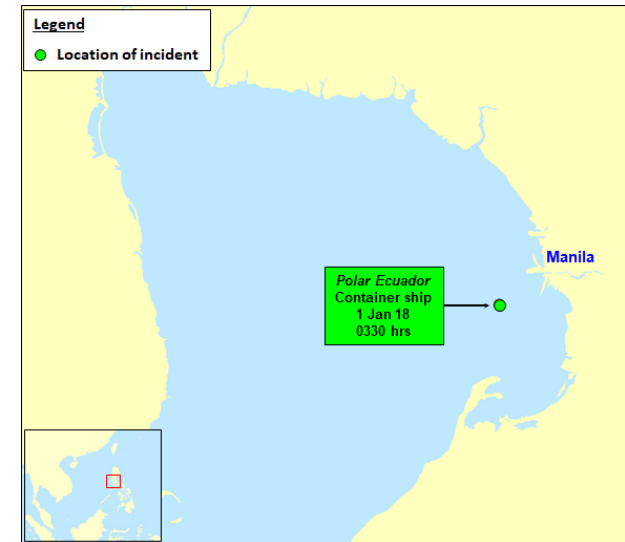 Legend
Location of incident
Manila
Polar Ecuador
Container ship
1 Jan 18
0330 hrs